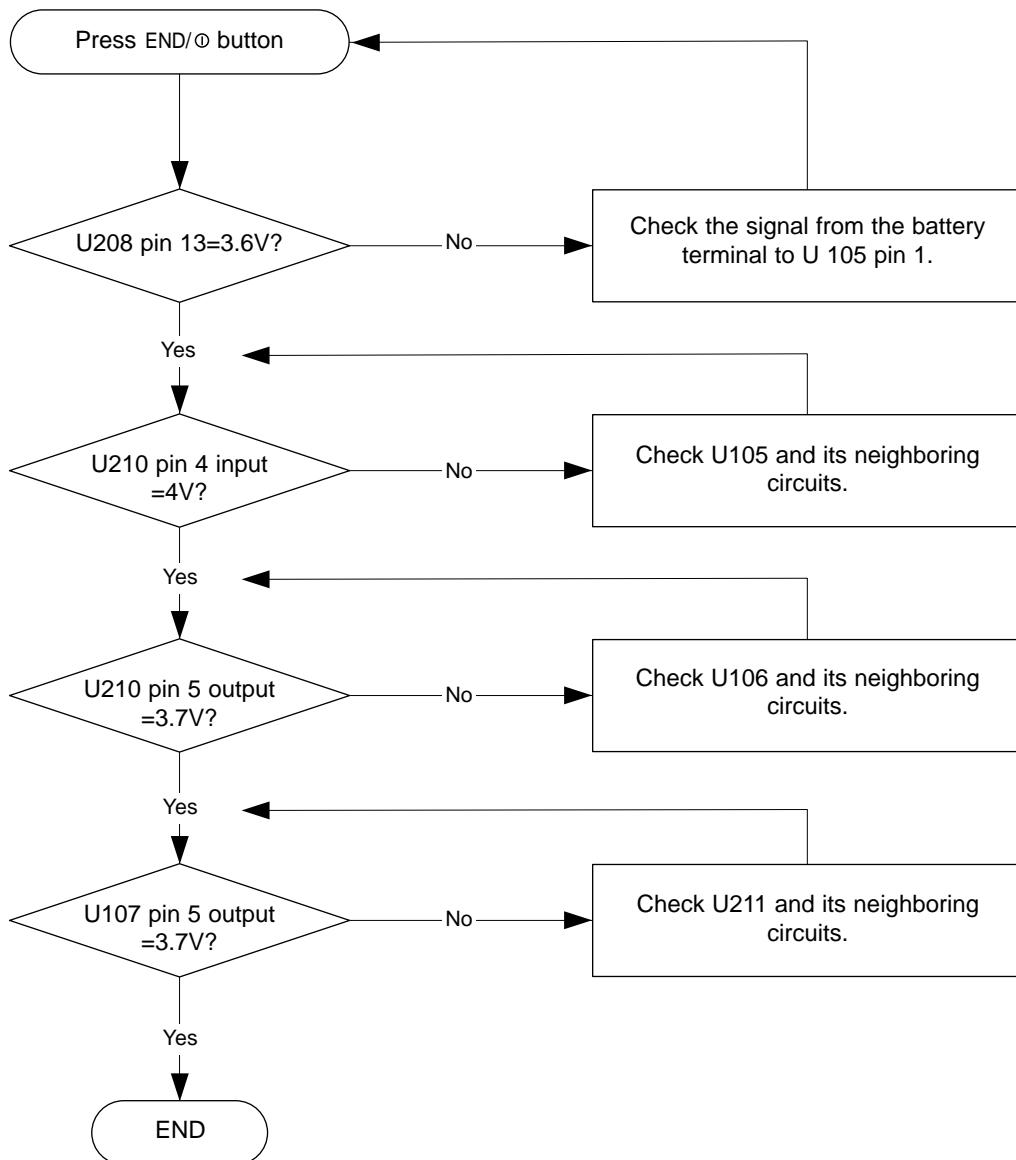 Press END/⏼ button
U208 pin 13=3.6V?
No
Check the signal from the battery
terminal to U 105 pin 1.
Yes
U210 pin 4 input
=4V?
No
Check U105 and its neighboring
circuits.
Yes
U210 pin 5 output
=3.7V?
No
Check U106 and its neighboring
circuits.
Yes
U107 pin 5 output
=3.7V?
No
Check U211 and its neighboring
circuits.
Yes
END